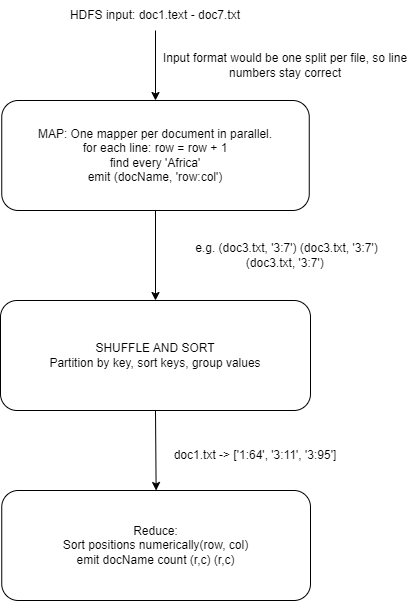 HDFS input: doc1.text - doc7.txt
Input format would be one split per file, so line
numbers stay correct
MAP: One mapper per document in parallel.
for each line: row = row + 1
find every 'Africa'
emit (docName, 'row:col')
e.g. (doc3.txt, '3:7') (doc3.txt, '3:7')
(doc3.txt, '3:7')
SHUFFLE AND SORT
Partition by key, sort keys, group values
doc1.txt -> ['1:64', '3:11', '3:95']
Reduce:
Sort positions numerically(row, col)
emit docName count (r,c) (r,c)